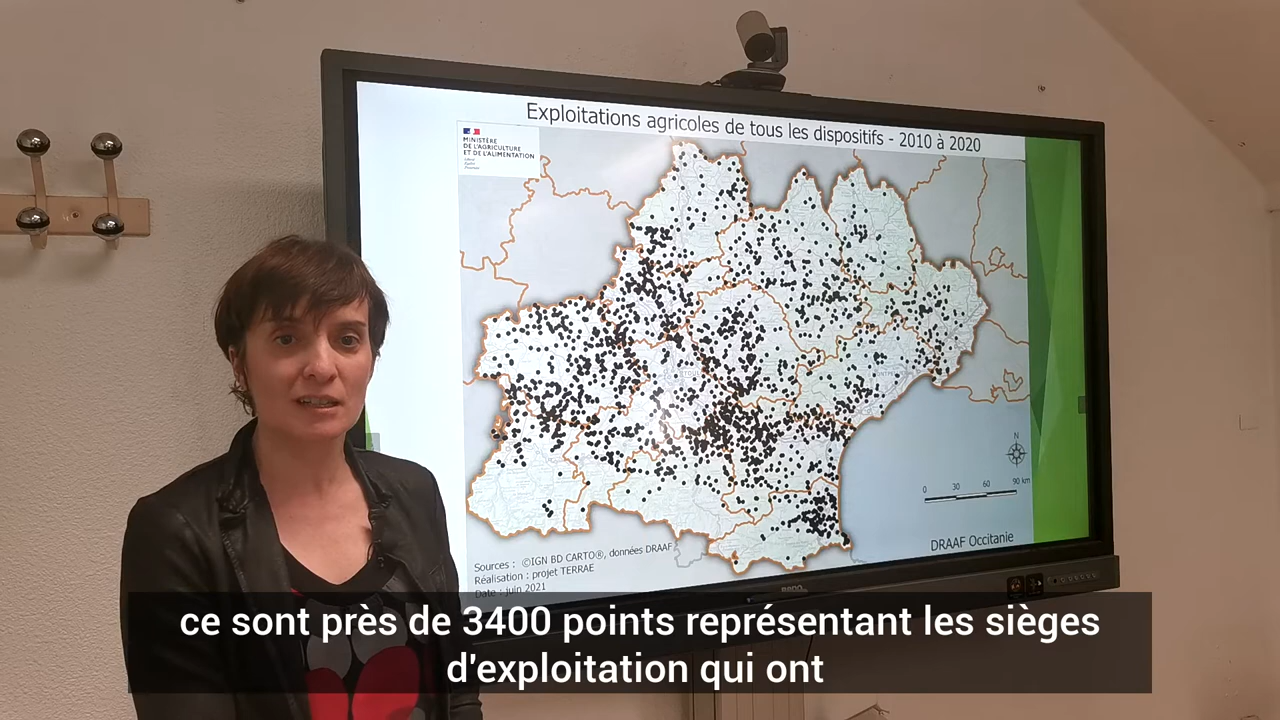 Exploitations agricoles de tous les dispositifs - 2010 à 2020
MINISTÈRE
DE L'AGRICULTURE
ET DE L'ALIMENTATION
N
0 30 60 90 km
DRAAF Occitanie
Sources : ©IGN BD CARTO®, données DRAAF
Réalisation : projet TERRAE
Date : juin 2021
ce sont près de 3400 points représentant les sièges
d'exploitation qui ont